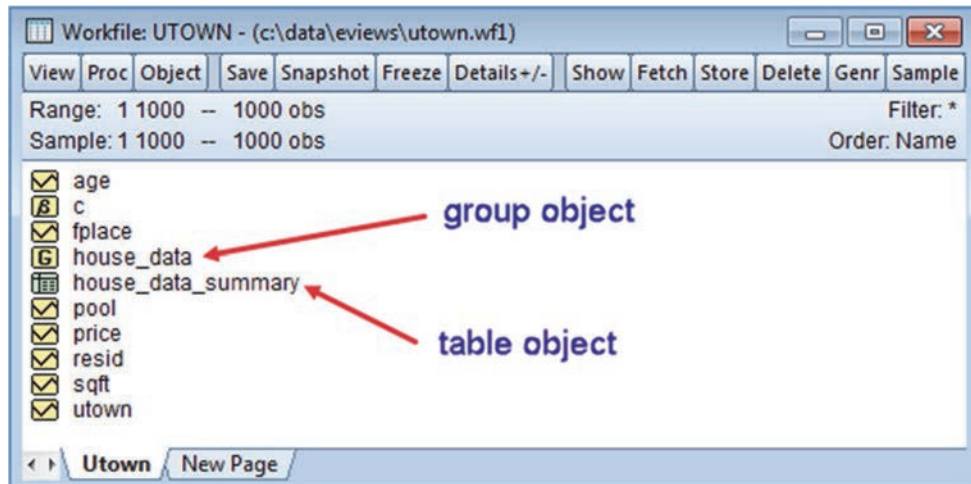 Workfile: UTOWN - (c:\data\eviews\utown.wf1)
View Proc Object Save Snapshot Freeze Details+/- Show Fetch Store Delete Genr Sample
Range: 1 1000 -- 1000 obs Filter: *
Sample: 1 1000 -- 1000 obs Order: Name
age
β c
fplace
group object
G house_data
house_data_summary
pool
price
table object
resid
sqft
utown
Utown New Page